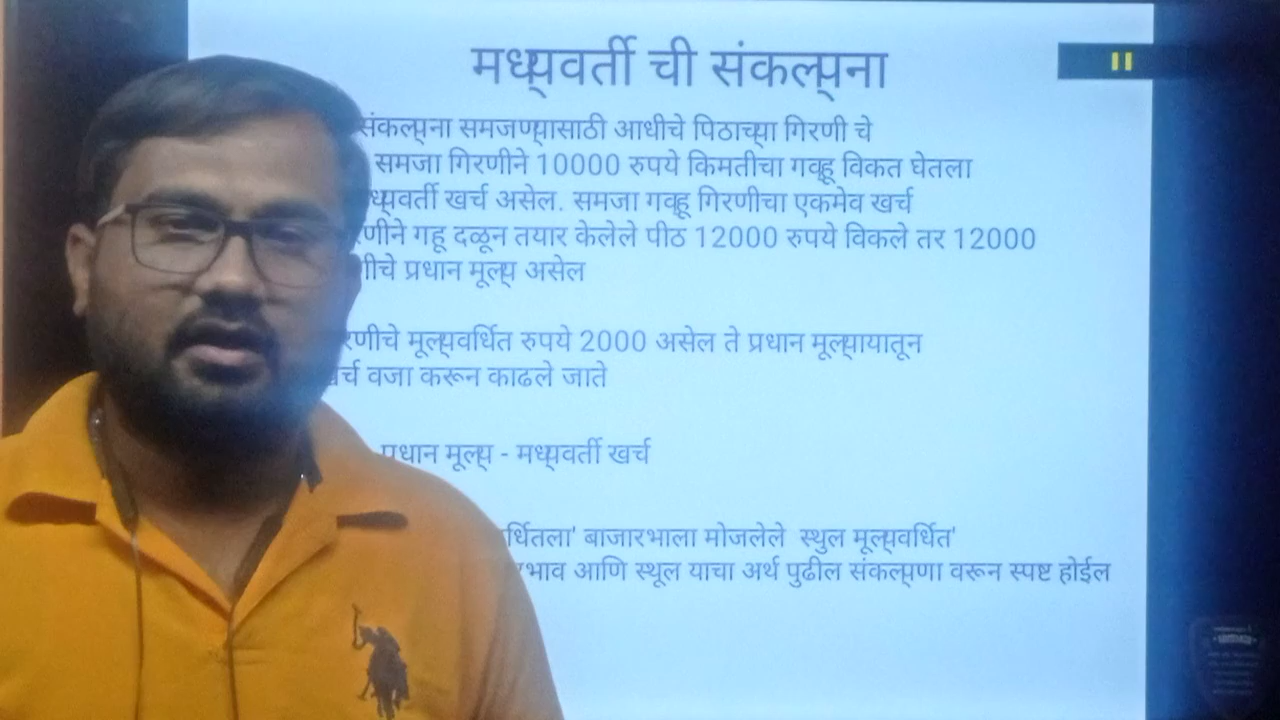 मध्यवर्ती ची संकल्पना
संकल्पना समजण्यासाठी आधीचे पिठाच्या गिरणी चे
समजा गिरणीने 10000 रुपये किमतीचा गव्हू विकत घेतला
ध्यवर्ती खर्च असेल. समजा गव्हू गिरणीचा एकमेव खर्च
रणीने गहू दळून तयार केलेले पीठ 12000 रुपये विकले तर 12000
णीचे प्रधान मूल्य असेल
रणीचे मूल्यवर्धित रुपये 2000 असेल ते प्रधान मूल्यायातून
खर्च वजा करून काढले जाते
प्रधान मूल्य - मध्यवर्ती खर्च
र्धितला' बाजारभाला मोजलेले स्थुल मूल्यवर्धित'
रभाव आणि स्थूल याचा अर्थ पुढील संकल्पणा वरून स्पष्ट होईल